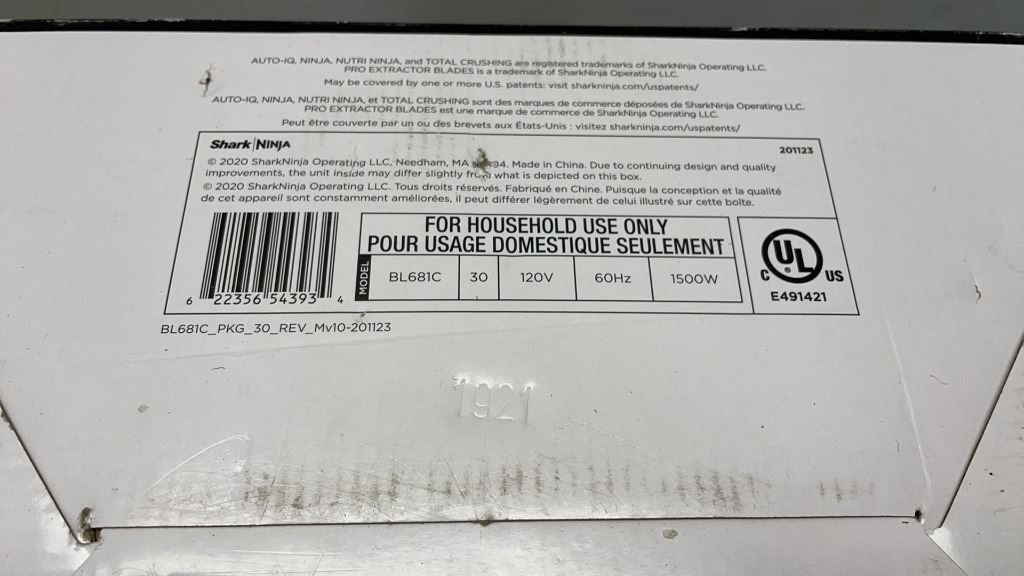 AUTO-IQ, NINJA, NUTRI NINJA, and TOTAL CRUSHING are registered trademarks of SharkNinja Operating LLC.
PRO EXTRACTOR BLADES is a trademark of SharkNinja Operating LLC.
May be covered by one or more U.S. patents: visit sharkninja.com/uspatents/
AUTO-IQ, NINJA, NUTRI NINJA, et TOTAL CRUSHING sont des marques de commerce déposées de SharkNinja Operating LLC.
PRO EXTRACTOR BLADES est une marque de commerce de SharkNinja Operating LLC.
Peut être couverte par un ou des brevets aux États-Unis : visitez sharkninja.com/uspatents/
Shark|NINJA
201123
© 2020 SharkNinja Operating LLC, Needham, MA 94. Made in China. Due to continuing design and quality
improvements, the unit inside may differ slightly from what is depicted on this box.
© 2020 SharkNinja Operating LLC. Tous droits réservés. Fabriqué en Chine. Puisque la conception et la qualité
de cet appareil sont constamment améliorées, il peut différer légèrement de celui illustré sur cette boîte.
FOR HOUSEHOLD USE ONLY
POUR USAGE DOMESTIQUE SEULEMENT
MODEL BL681C 30 120V 60Hz 1500W
C UL US
E491421
6 22356 54393 4
BL681C_PKG_30_REV_Mv10-201123
1921